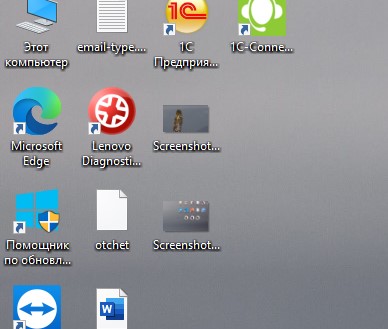 Этот
компьютер
email-type....
1С
Предприя...
1C-Conne...
Microsoft
Edge
Lenovo
Diagnosti...
Screenshot...
Помощник
по обновл...
otchet
Screenshot...
W